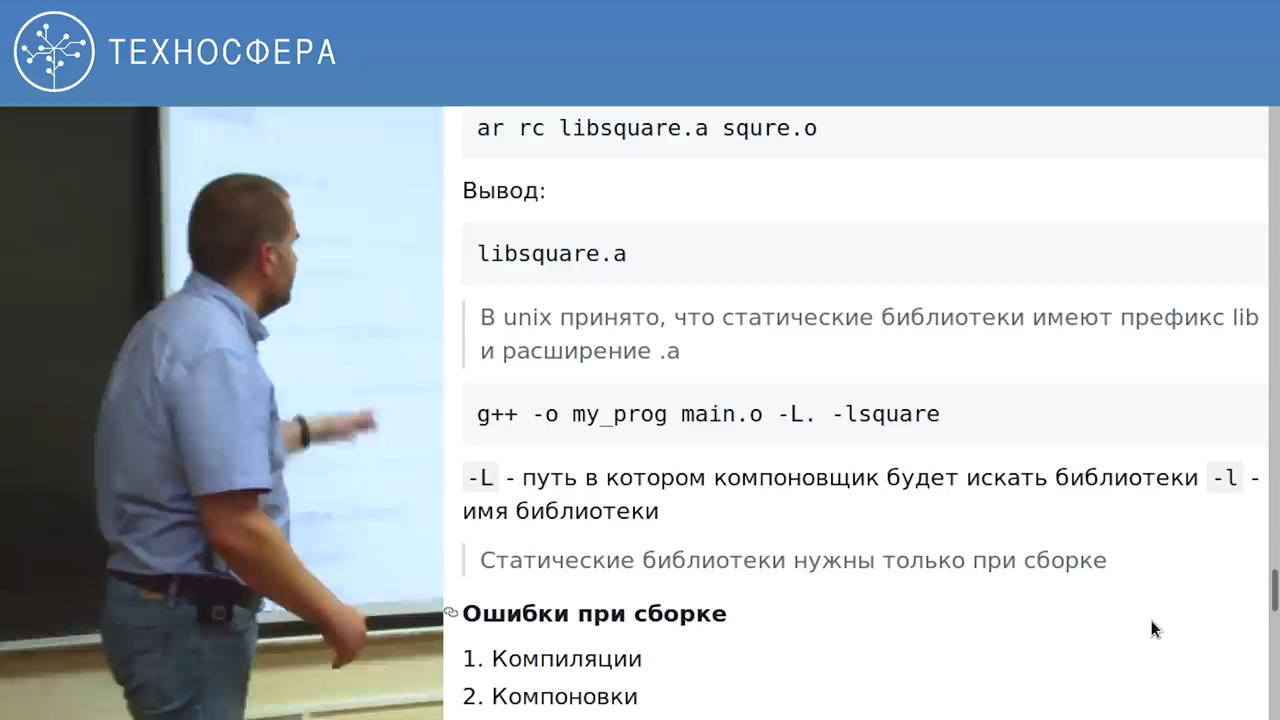 ТЕХНОСФЕРА
ar rc libsquare.a squre.o
Вывод:
libsquare.a
В unix принято, что статические библиотеки имеют префикс lib
и расширение .a
g++ -o my_prog main.o -L. -lsquare
-L - путь в котором компоновщик будет искать библиотеки -l -
имя библиотеки
Статические библиотеки нужны только при сборке
Ошибки при сборке
1. Компиляции
2. Компоновки